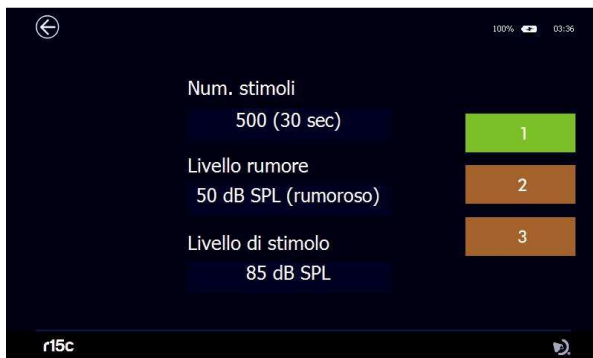 100% 03:36
Num. stimoli
500 (30 sec)
1
Livello rumore
2
50 dB SPL (rumoroso)
3
Livello di stimolo
85 dB SPL
r15c